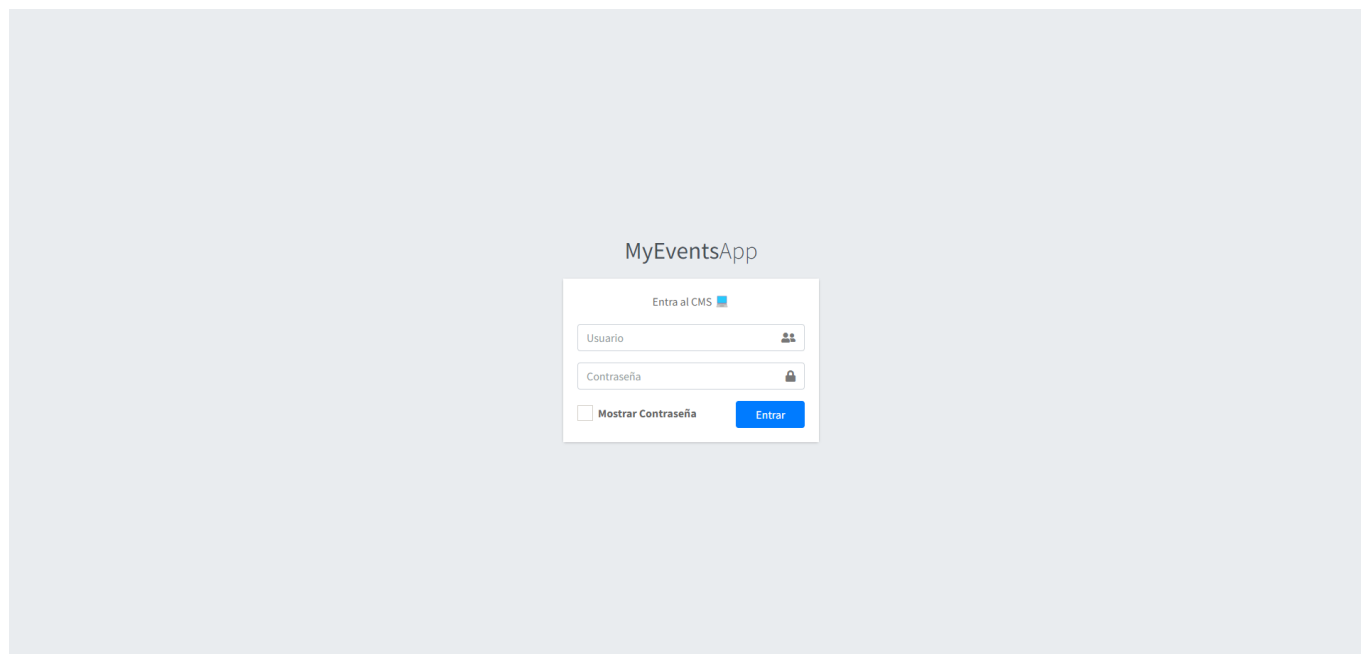 MyEventsApp
Entra al CMS
Usuario
Contraseña
Mostrar Contraseña
Entrar